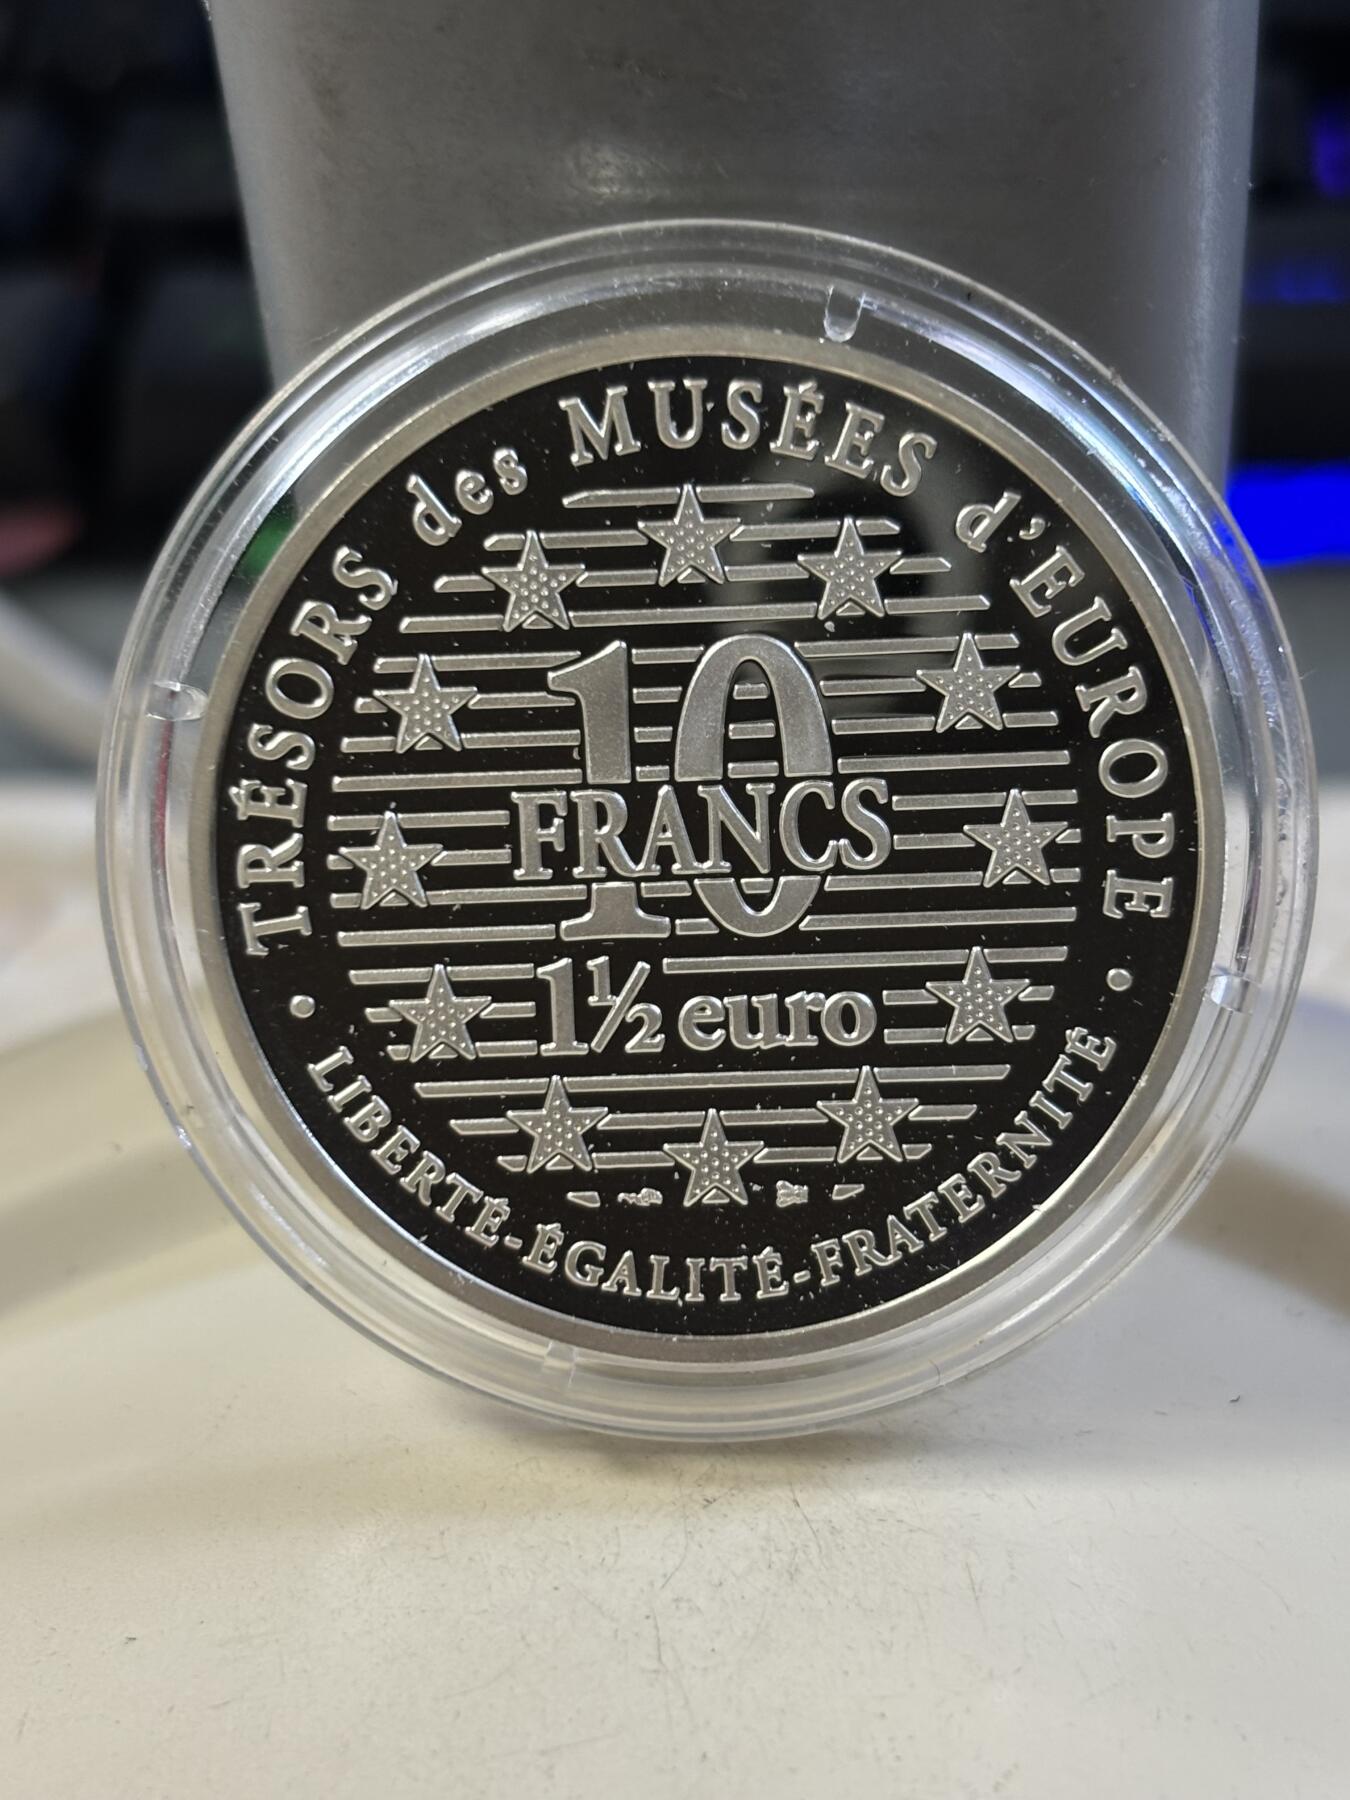 TRÉSORS des MUSÉES d'EUROPE
10
FRANCS
1½ euro
LIBERTÉ-ÉGALITÉ-FRATERNITÉ